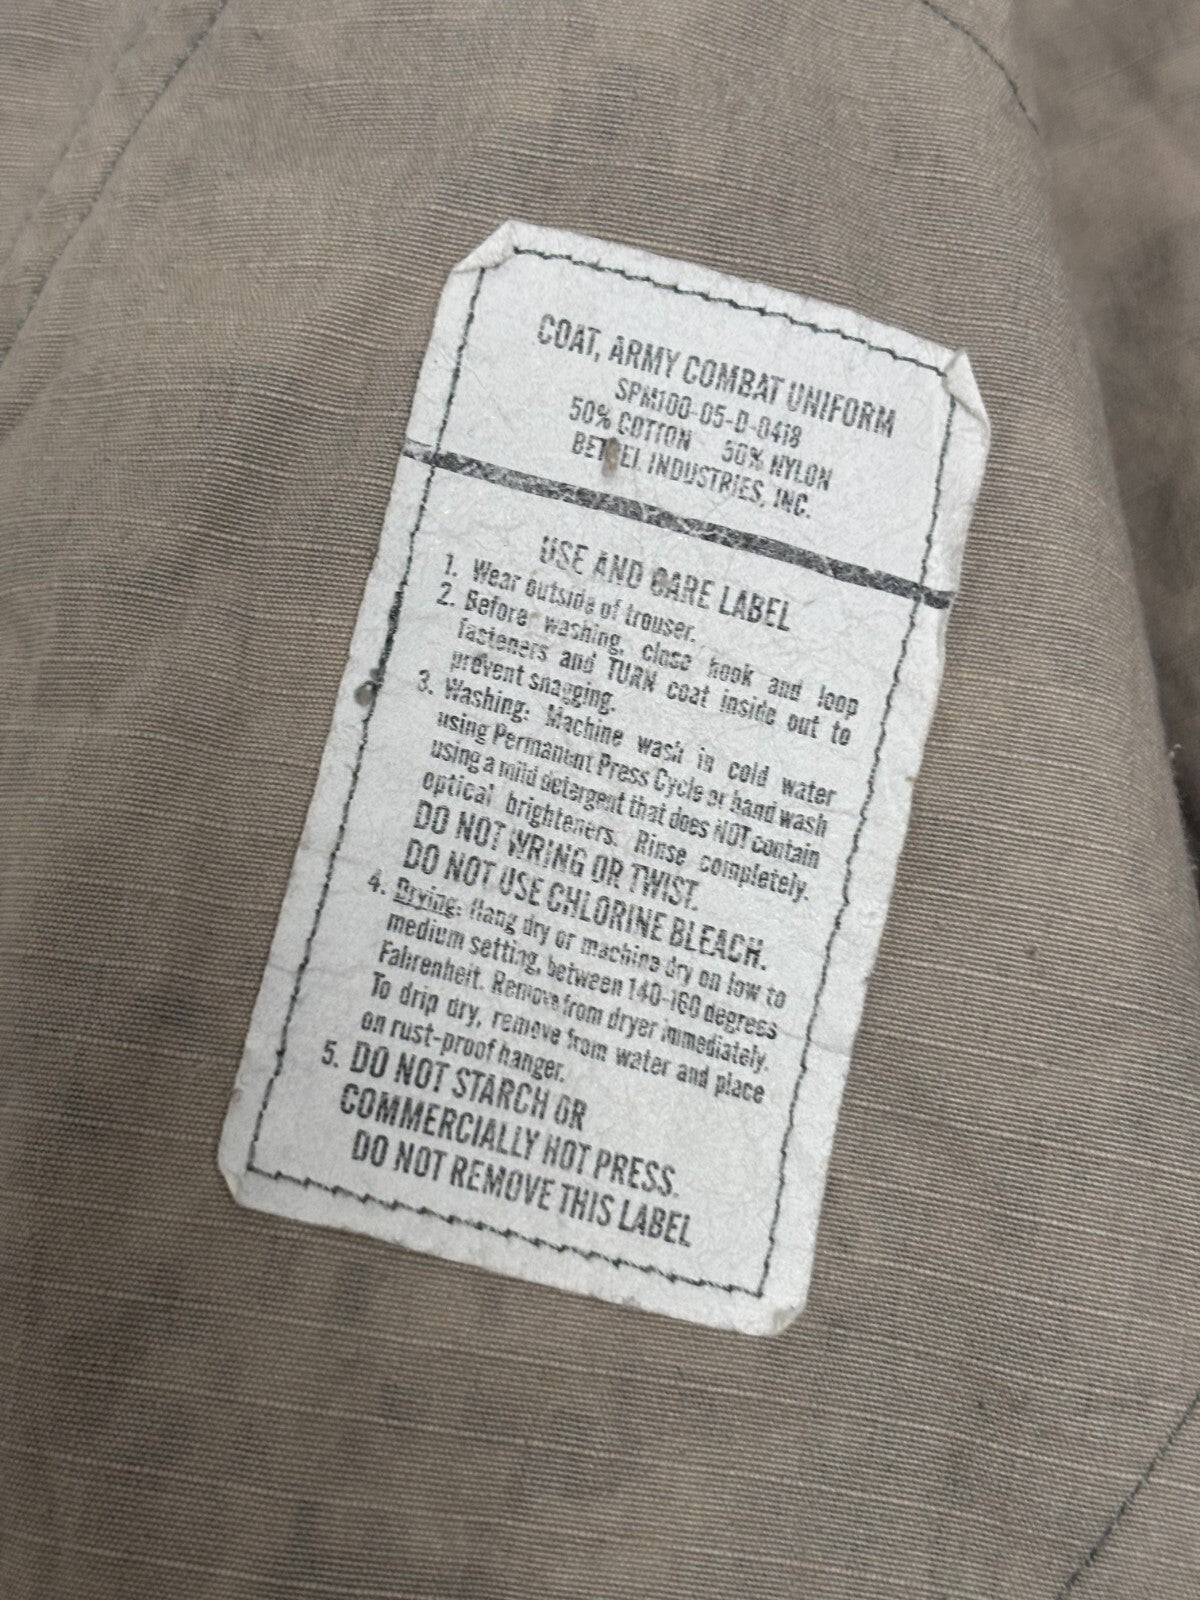 COAT, ARMY COMBAT UNIFORM
SPM100-05-D-0418
50% COTTON 50% NYLON
BETHEL INDUSTRIES, INC.
USE AND CARE LABEL
1. Wear outside of trouser.
2. Before washing, close hook and loop
fasteners and TURN coat inside out to
prevent snagging.
3. Washing: Machine wash in cold water
using Permanent Press Cycle or hand wash
using a mild detergent that does NOT contain
optical brighteners. Rinse completely.
DO NOT WRING OR TWIST.
DO NOT USE CHLORINE BLEACH.
4. Drying: Hang dry or machine dry on low to
medium setting, between 140-160 degrees
Fahrenheit. Remove from dryer immediately.
To drip dry, remove from water and place
on rust-proof hanger.
5. DO NOT STARCH OR
COMMERCIALLY HOT PRESS.
DO NOT REMOVE THIS LABEL